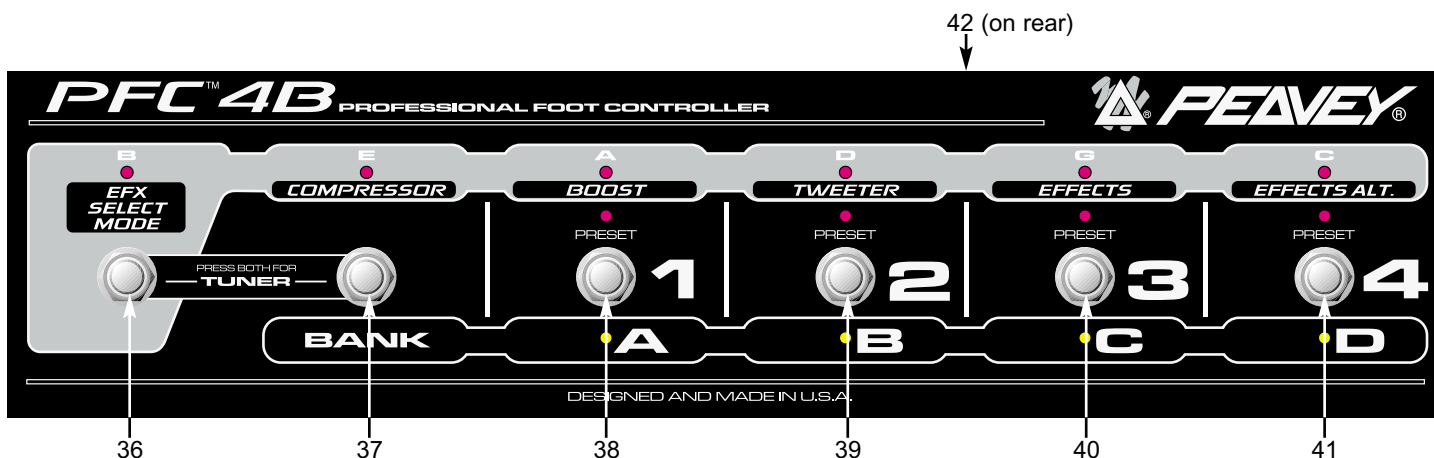 42 (on rear)
PFC™ 4B PROFESSIONAL FOOT CONTROLLER PEAVEY®
B E A D G C
EFX SELECT MODE COMPRESSOR BOOST TWEETER EFFECTS EFFECTS ALT.
PRESET PRESET PRESET PRESET
PRESS BOTH FOR
TUNER 1 2 3 4
BANK A B C D
DESIGNED AND MADE IN U.S.A.
36 37 38 39 40 41